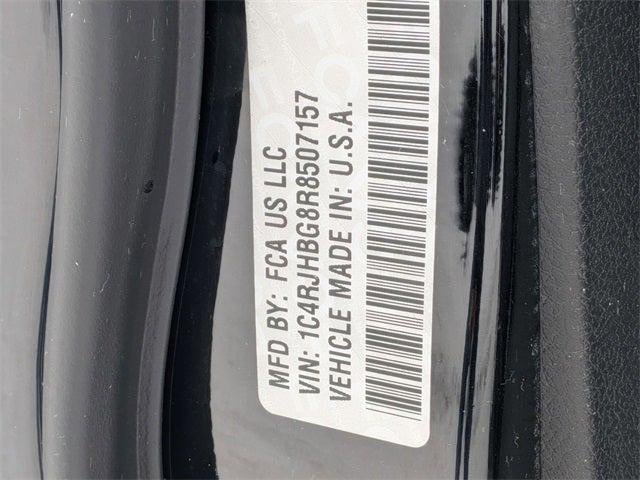 MFD BY: FCA US LLC
VIN: 1C4RJHBG8R8507157
VEHICLE MADE IN: U.S.A.